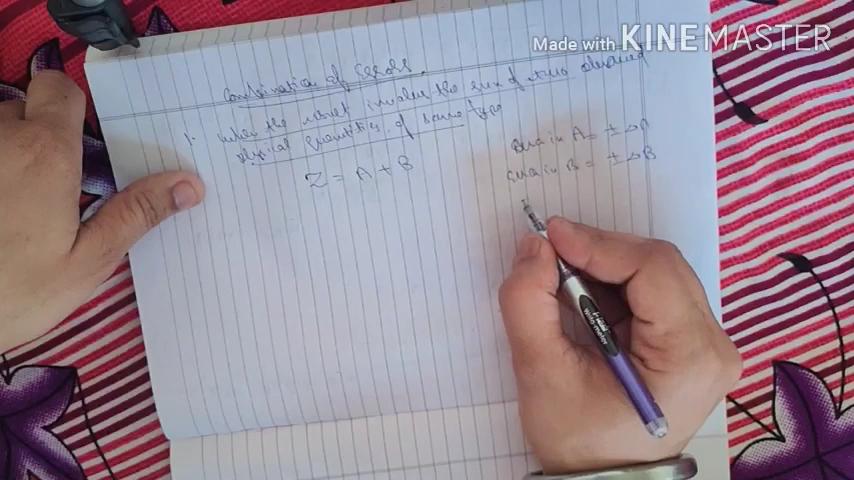 Made with KINEMASTER
Combination of Errors.
1. When the result involve the sum of two observed
physical quantities of same type
Z = A + B
Error in A = ± ΔA
Error in B = ± ΔB